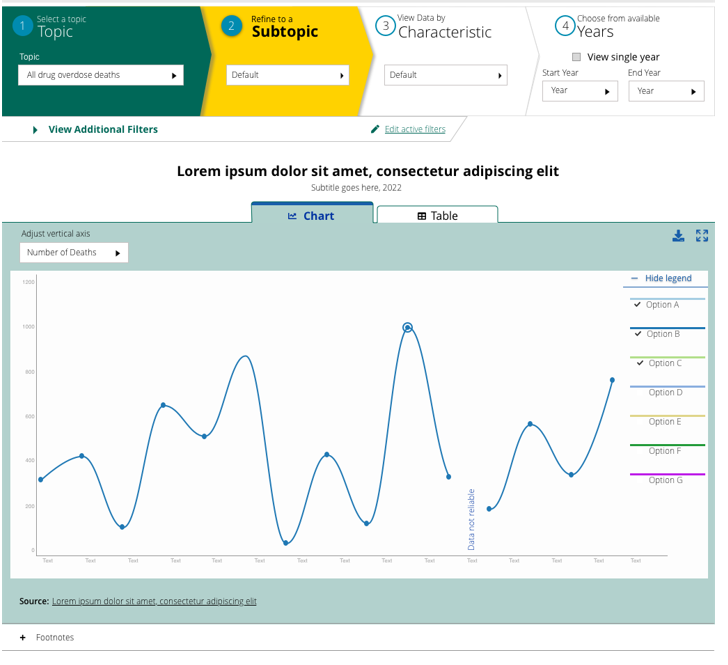 1 Select a topic
Topic
Topic
All drug overdose deaths
2 Refine to a
Subtopic
Default
3 View Data by
Characteristic
Default
4 Choose from available
Years
View single year
Start Year End Year
Year Year
View Additional Filters
Edit active filters
Lorem ipsum dolor sit amet, consectetur adipiscing elit
Subtitle goes here, 2022
Chart
Table
Adjust vertical axis
Number of Deaths
Hide legend
Option A
Option B
Option C
Option D
Option E
Option F
Option G
1200
1000
800
600
400
200
0
Data not reliable
Text Text Text Text Text Text Text Text Text Text Text Text Text Text Text
Source: Lorem ipsum dolor sit amet, consectetur adipiscing elit
+ Footnotes